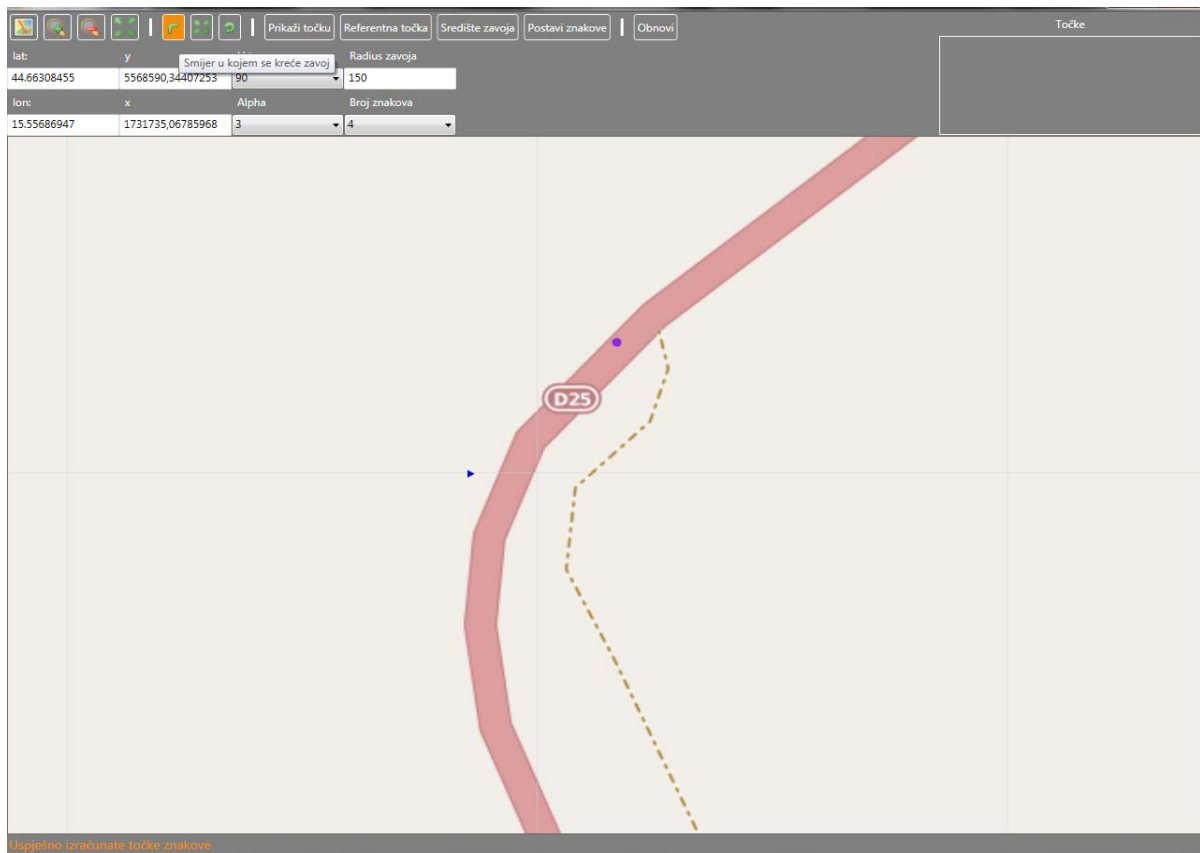 Prikaži točku Referentna točka Središte zavoja Postavi znakove Obnovi Točke
lat: y Radius zavoja
Smijer u kojem se kreće zavoj
44.66308455 5568590,34407253 90 150
lon: x Alpha Broj znakova
15.55686947 1731735,06785968 3 4
D25
Uspješno izračunate točke znakove